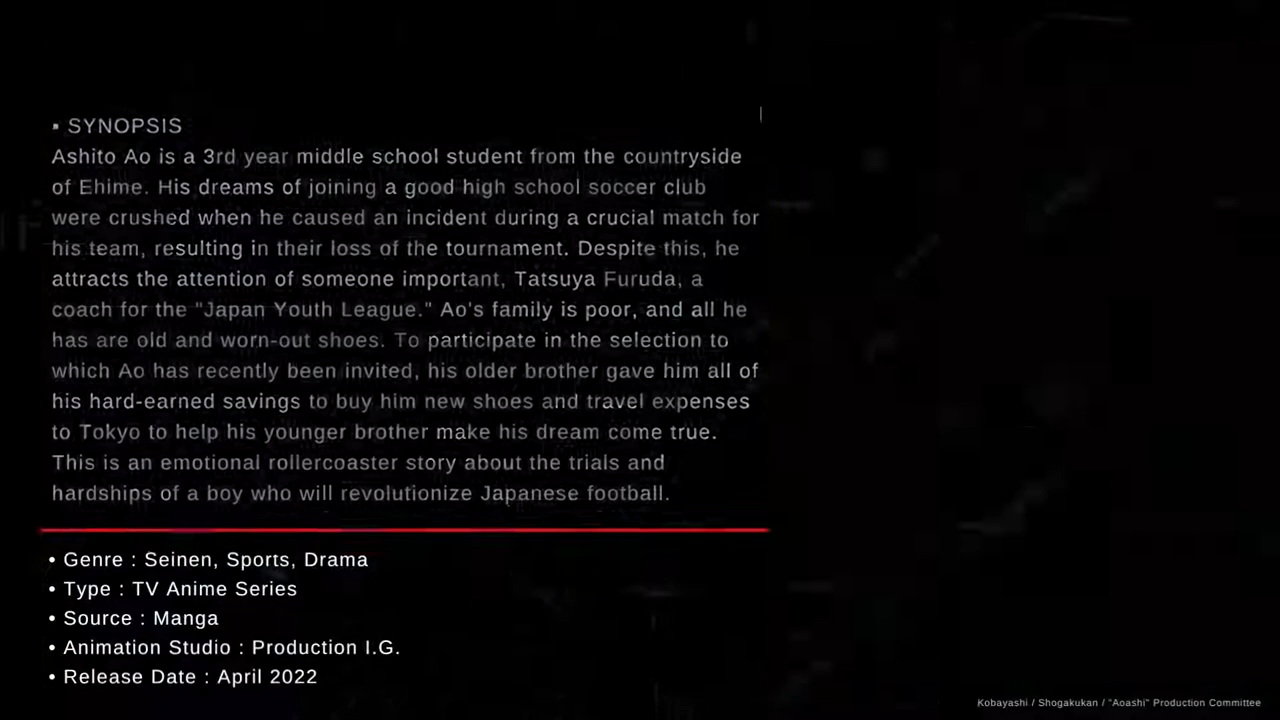 ▪ SYNOPSIS
Ashito Ao is a 3rd year middle school student from the countryside
of Ehime. His dreams of joining a good high school soccer club
were crushed when he caused an incident during a crucial match for
his team, resulting in their loss of the tournament. Despite this, he
attracts the attention of someone important, Tatsuya Furuda, a
coach for the "Japan Youth League." Ao's family is poor, and all he
has are old and worn-out shoes. To participate in the selection to
which Ao has recently been invited, his older brother gave him all of
his hard-earned savings to buy him new shoes and travel expenses
to Tokyo to help his younger brother make his dream come true.
This is an emotional rollercoaster story about the trials and
hardships of a boy who will revolutionize Japanese football.
• Genre : Seinen, Sports, Drama
• Type : TV Anime Series
• Source : Manga
• Animation Studio : Production I.G.
• Release Date : April 2022
Kobayashi / Shogakukan / "Aoashi" Production Committee